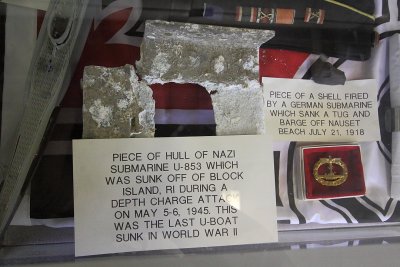 PIECE OF A SHELL FIRED
BY A GERMAN SUBMARINE
WHICH SANK A TUG AND
BARGE OFF NAUSET
BEACH JULY 21, 1918
PIECE OF HULL OF NAZI
SUBMARINE U-853 WHICH
WAS SUNK OFF OF BLOCK
ISLAND, RI DURING A
DEPTH CHARGE ATTACK
ON MAY 5-6, 1945. THIS
WAS THE LAST U-BOAT
SUNK IN WORLD WAR II